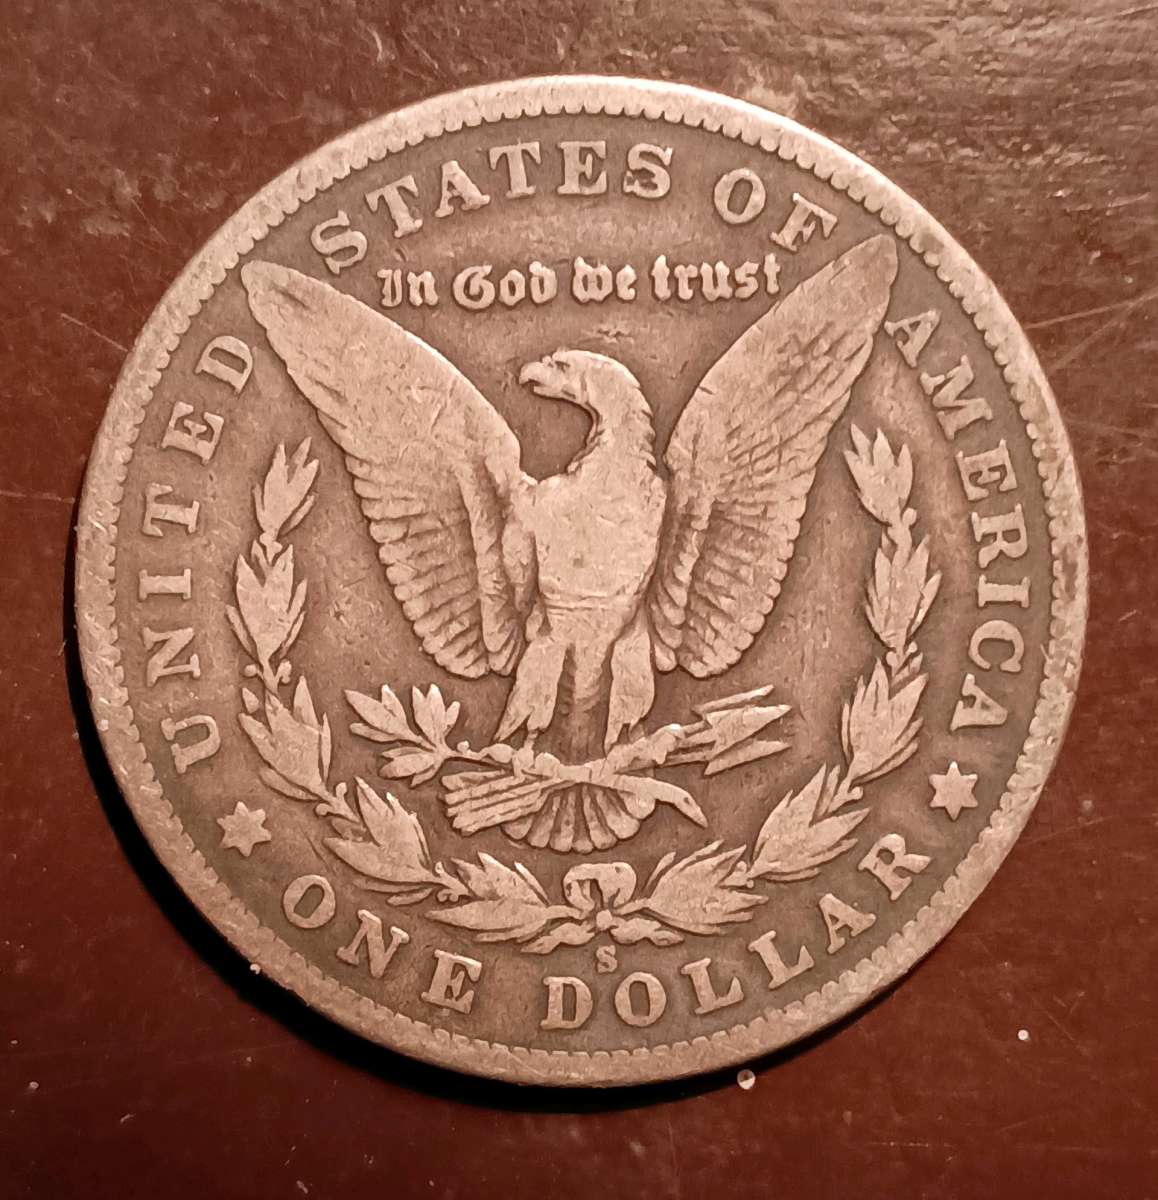 UNITED STATES OF AMERICA
In God we trust
S
ONE DOLLAR